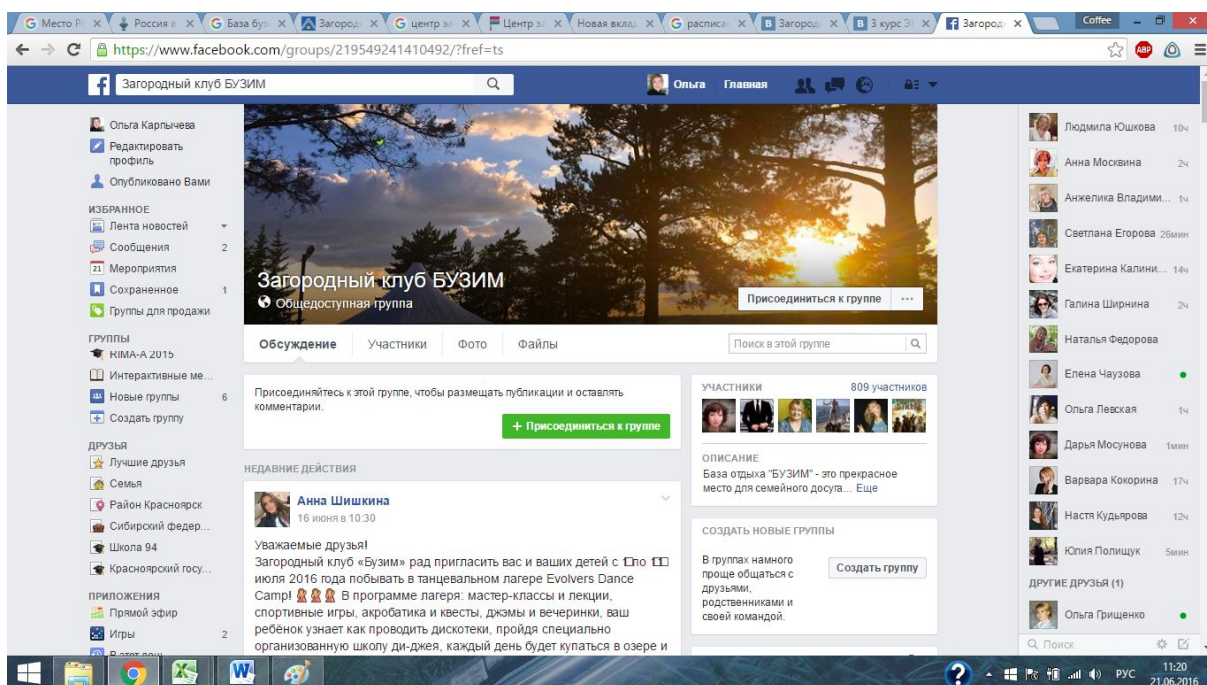 Место Р
Россия в
База буз
Загород
центр эл
Центр эл
Новая вклад
расписан
Загород
3 курс Э
Загород
Coffee
https://www.facebook.com/groups/219549241410492/?fref=ts
ABP
Загородный клуб БУЗИМ
Ольга Главная
Ольга Карпычева
Редактировать
профиль
Опубликовано Вами
ИЗБРАННОЕ
Лента новостей
Сообщения 2
21 Мероприятия
Сохраненное 1
Группы для продажи
ГРУППЫ
RIMA-A 2015
Интерактивные ме...
Новые группы 6
Создать группу
ДРУЗЬЯ
Лучшие друзья
Семья
Район Красноярск
Сибирский федер...
Школа 94
Красноярский госу...
ПРИЛОЖЕНИЯ
Прямой эфир
Игры 2
В этот день
Загородный клуб БУЗИМ
Общедоступная группа
Присоединиться к группе ...
Обсуждение Участники Фото Файлы
Поиск в этой группе
Присоединяйтесь к этой группе, чтобы размещать публикации и оставлять
комментарии.
+ Присоединиться к группе
НЕДАВНИЕ ДЕЙСТВИЯ
Анна Шишкина
16 июня в 10:30
Уважаемые друзья!
Загородный клуб «Бузим» рад пригласить вас и ваших детей с 1 по 11
июля 2016 года побывать в танцевальном лагере Evolvers Dance
Camp! В программе лагеря: мастер-классы и лекции,
спортивные игры, акробатика и квесты, джэмы и вечеринки, ваш
ребёнок узнает как проводить дискотеки, пройдя специально
организованную школу ди-джея, каждый день будет купаться в озере и
УЧАСТНИКИ 809 участников
ОПИСАНИЕ
База отдыха "БУЗИМ" - это прекрасное
место для семейного досуга... Еще
СОЗДАТЬ НОВЫЕ ГРУППЫ
В группах намного
проще общаться с
друзьями,
родственниками и
своей командой.
Создать группу
Людмила Юшкова 10ч
Анна Москвина 2ч
Анжелика Владими... 1ч
Светлана Егорова 26мин
Екатерина Калини... 14ч
Галина Ширнина 2ч
Наталья Федорова
Елена Чаузова
Ольга Левская 1ч
Дарья Мосунова 1мин
Варвара Кокорина 17ч
Настя Кудьярова 12ч
Юлия Полищук 5мин
ДРУГИЕ ДРУЗЬЯ (1)
Ольга Грищенко
Поиск
РУС
11:20
21.06.2016